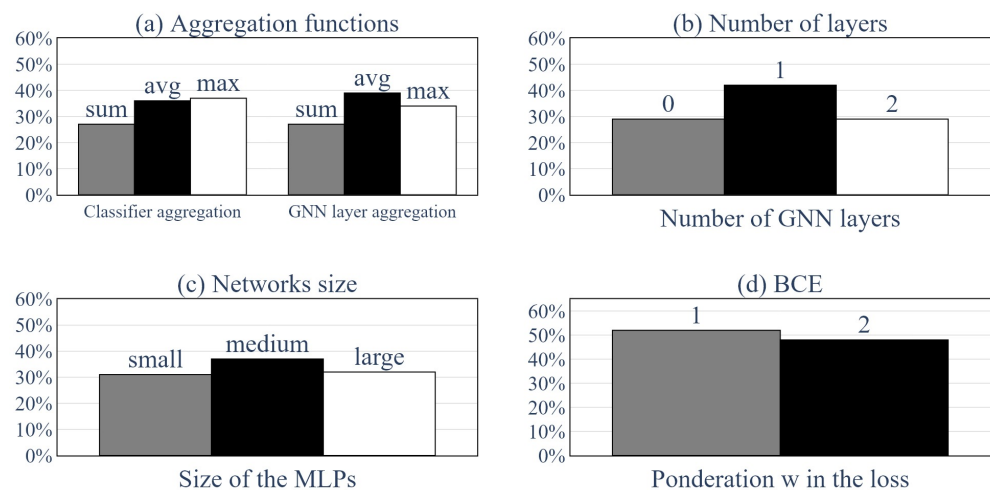 (a) Aggregation functions
60%
50%
40%
30%
20%
10%
0%
sum
avg
max
sum
avg
max
Classifier aggregation
GNN layer aggregation
(b) Number of layers
60%
50%
40%
30%
20%
10%
0%
0
1
2
Number of GNN layers
(c) Networks size
60%
50%
40%
30%
20%
10%
0%
small
medium
large
Size of the MLPs
(d) BCE
60%
50%
40%
30%
20%
10%
0%
1
2
Ponderation w in the loss